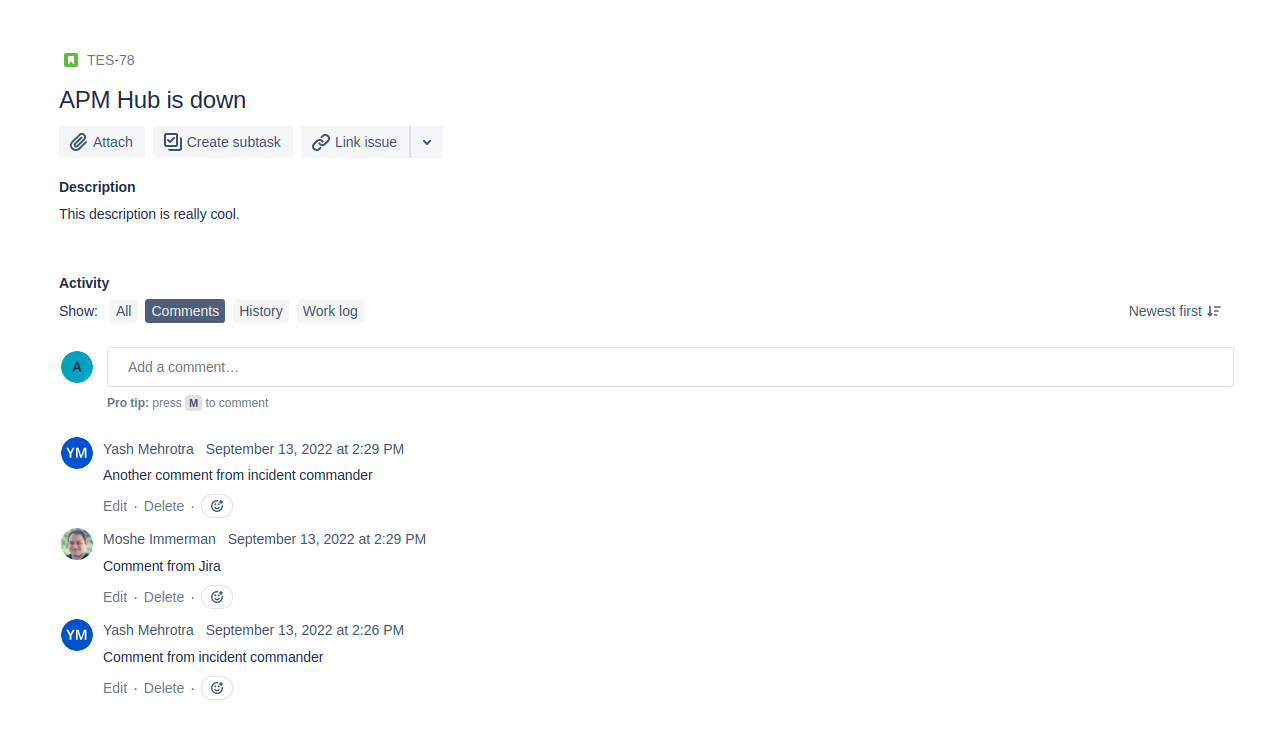 TES-78
APM Hub is down
Attach Create subtask Link issue
Description
This description is really cool.
Activity
Show: All Comments History Work log Newest first
A Add a comment…
Pro tip: press M to comment
YM Yash Mehrotra September 13, 2022 at 2:29 PM
Another comment from incident commander
Edit · Delete ·
Moshe Immerman September 13, 2022 at 2:29 PM
Comment from Jira
Edit · Delete ·
YM Yash Mehrotra September 13, 2022 at 2:26 PM
Comment from incident commander
Edit · Delete ·